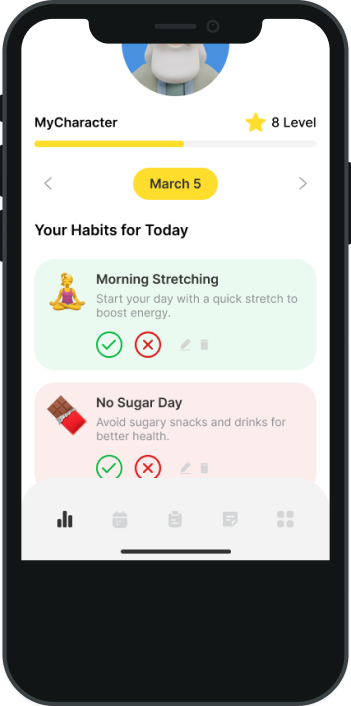 MyCharacter
8 Level
March 5
Your Habits for Today
Morning Stretching
Start your day with a quick stretch to
boost energy.
No Sugar Day
Avoid sugary snacks and drinks for
better health.